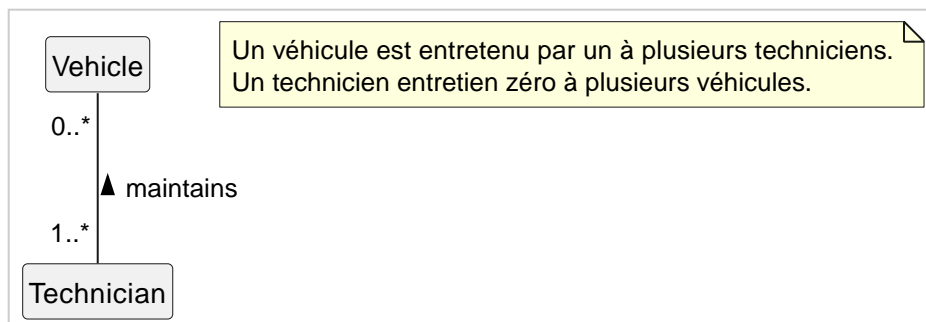 Vehicle
Un véhicule est entretenu par un à plusieurs techniciens.
Un technicien entretien zéro à plusieurs véhicules.
0..*
maintains
1..*
Technician